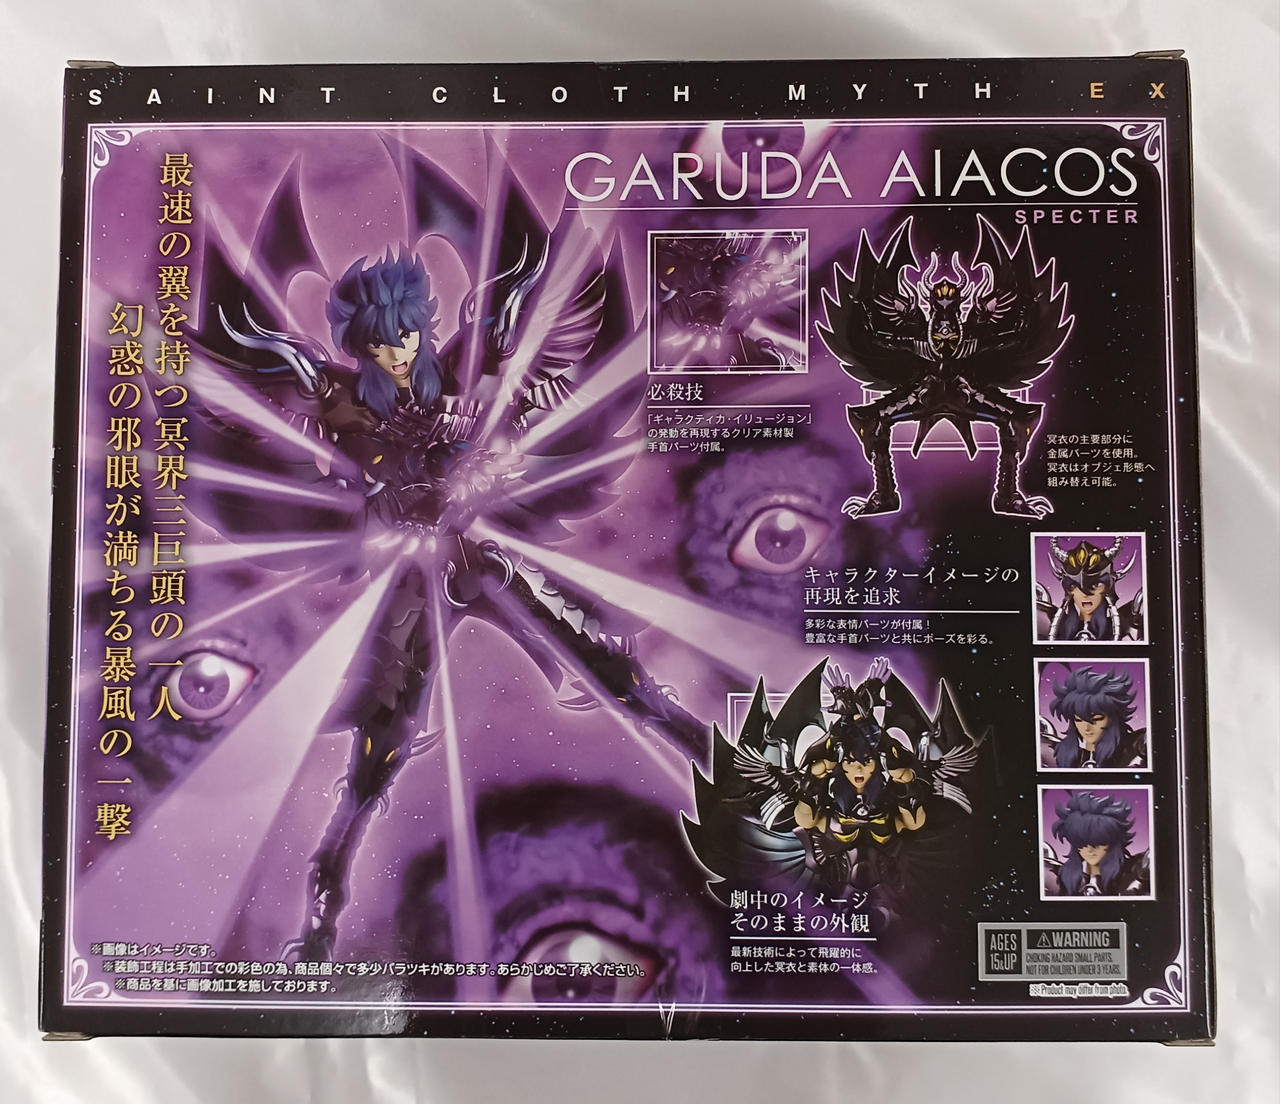 SAINT CLOTH MYTH EX
GARUDA AIACOS
SPECTER
最速の翼を持つ冥界三巨頭の一人
幻惑の邪眼が満ちる暴風の一撃
必殺技
「ギャラクティカ・イリュージョン」
の発動を再現するクリア素材製
手首パーツ付属。
冥衣の主要部分に
金属パーツを使用。
冥衣はオブジェ形態へ
組み替え可能。
キャラクターイメージの
再現を追求
多彩な表情パーツが付属!
豊富な手首パーツと共にポーズを彩る。
劇中のイメージ
そのままの外観
最新技術によって飛躍的に
向上した冥衣と素体の一体感。
※画像はイメージです。
※装飾工程は手加工での彩色の為、商品個々で多少バラツキがあります。あらかじめご了承ください。
※商品を基に画像加工を施しております。
AGES
15&UP
WARNING
CHOKING HAZARD SMALL PARTS.
NOT FOR CHILDREN UNDER 3 YEARS.
※Product may differ from photo.